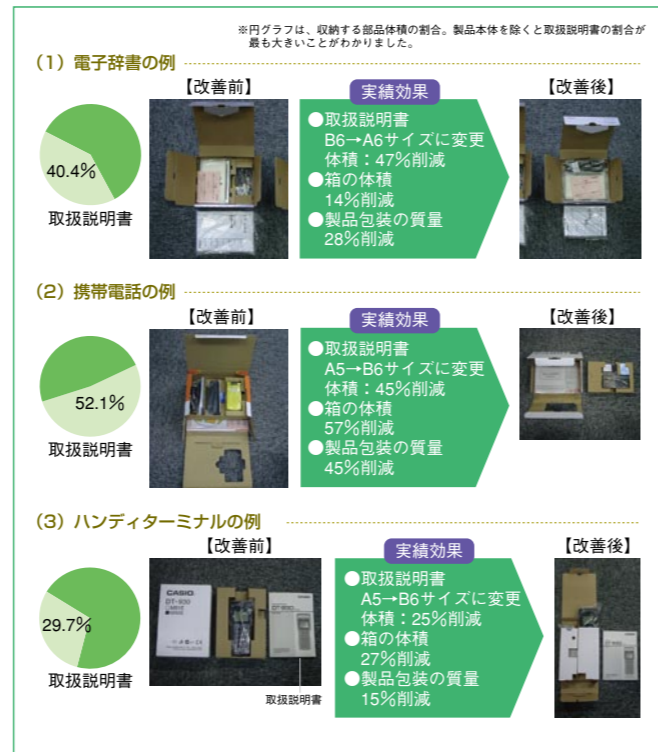 ※円グラフは、収納する部品体積の割合。製品本体を除くと取扱説明書の割合が
最も大きいことがわかりました。
(1)電子辞書の例
【改善前】
実績効果
【改善後】
40.4%
取扱説明書
●取扱説明書
B6→A6サイズに変更
体積:47%削減
●箱の体積
14%削減
●製品包装の質量
28%削減
(2)携帯電話の例
【改善前】
実績効果
【改善後】
52.1%
取扱説明書
●取扱説明書
A5→B6サイズに変更
体積:45%削減
●箱の体積
57%削減
●製品包装の質量
45%削減
(3)ハンディターミナルの例
【改善前】
実績効果
【改善後】
29.7%
取扱説明書
CASIO
取扱説明書
●取扱説明書
A5→B6サイズに変更
体積:25%削減
●箱の体積
27%削減
●製品包装の質量
15%削減